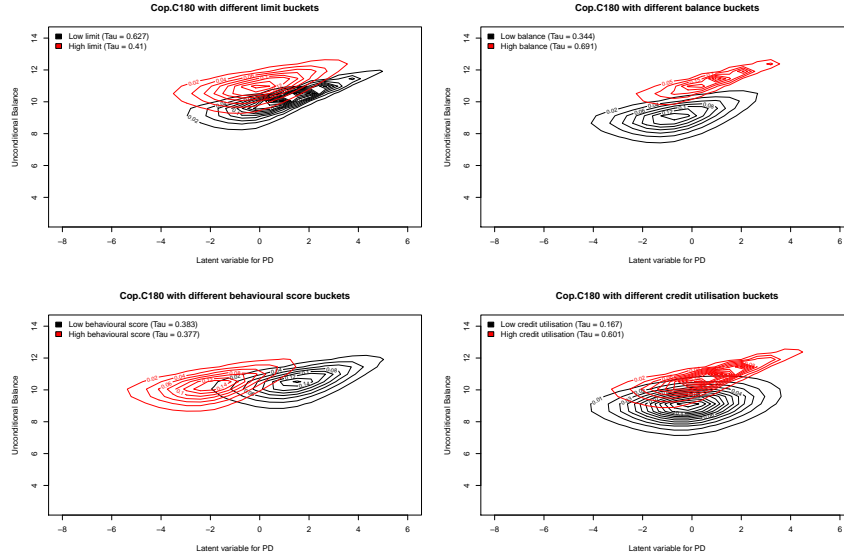 Cop.C180 with different limit buckets
Low limit (Tau = 0.627)
High limit (Tau = 0.41)
Unconditional Balance
14
12
10
8
6
4
-8 -6 -4 -2 0 2 4 6
Latent variable for PD
Cop.C180 with different balance buckets
Low balance (Tau = 0.344)
High balance (Tau = 0.691)
Unconditional Balance
14
12
10
8
6
4
-8 -6 -4 -2 0 2 4 6
Latent variable for PD
Cop.C180 with different behavioural score buckets
Low behavioural score (Tau = 0.383)
High behavioural score (Tau = 0.377)
Unconditional Balance
14
12
10
8
6
4
-8 -6 -4 -2 0 2 4 6
Latent variable for PD
Cop.C180 with different credit utilisation buckets
Low credit utilisation (Tau = 0.167)
High credit utilisation (Tau = 0.601)
Unconditional Balance
14
12
10
8
6
4
-8 -6 -4 -2 0 2 4 6
Latent variable for PD